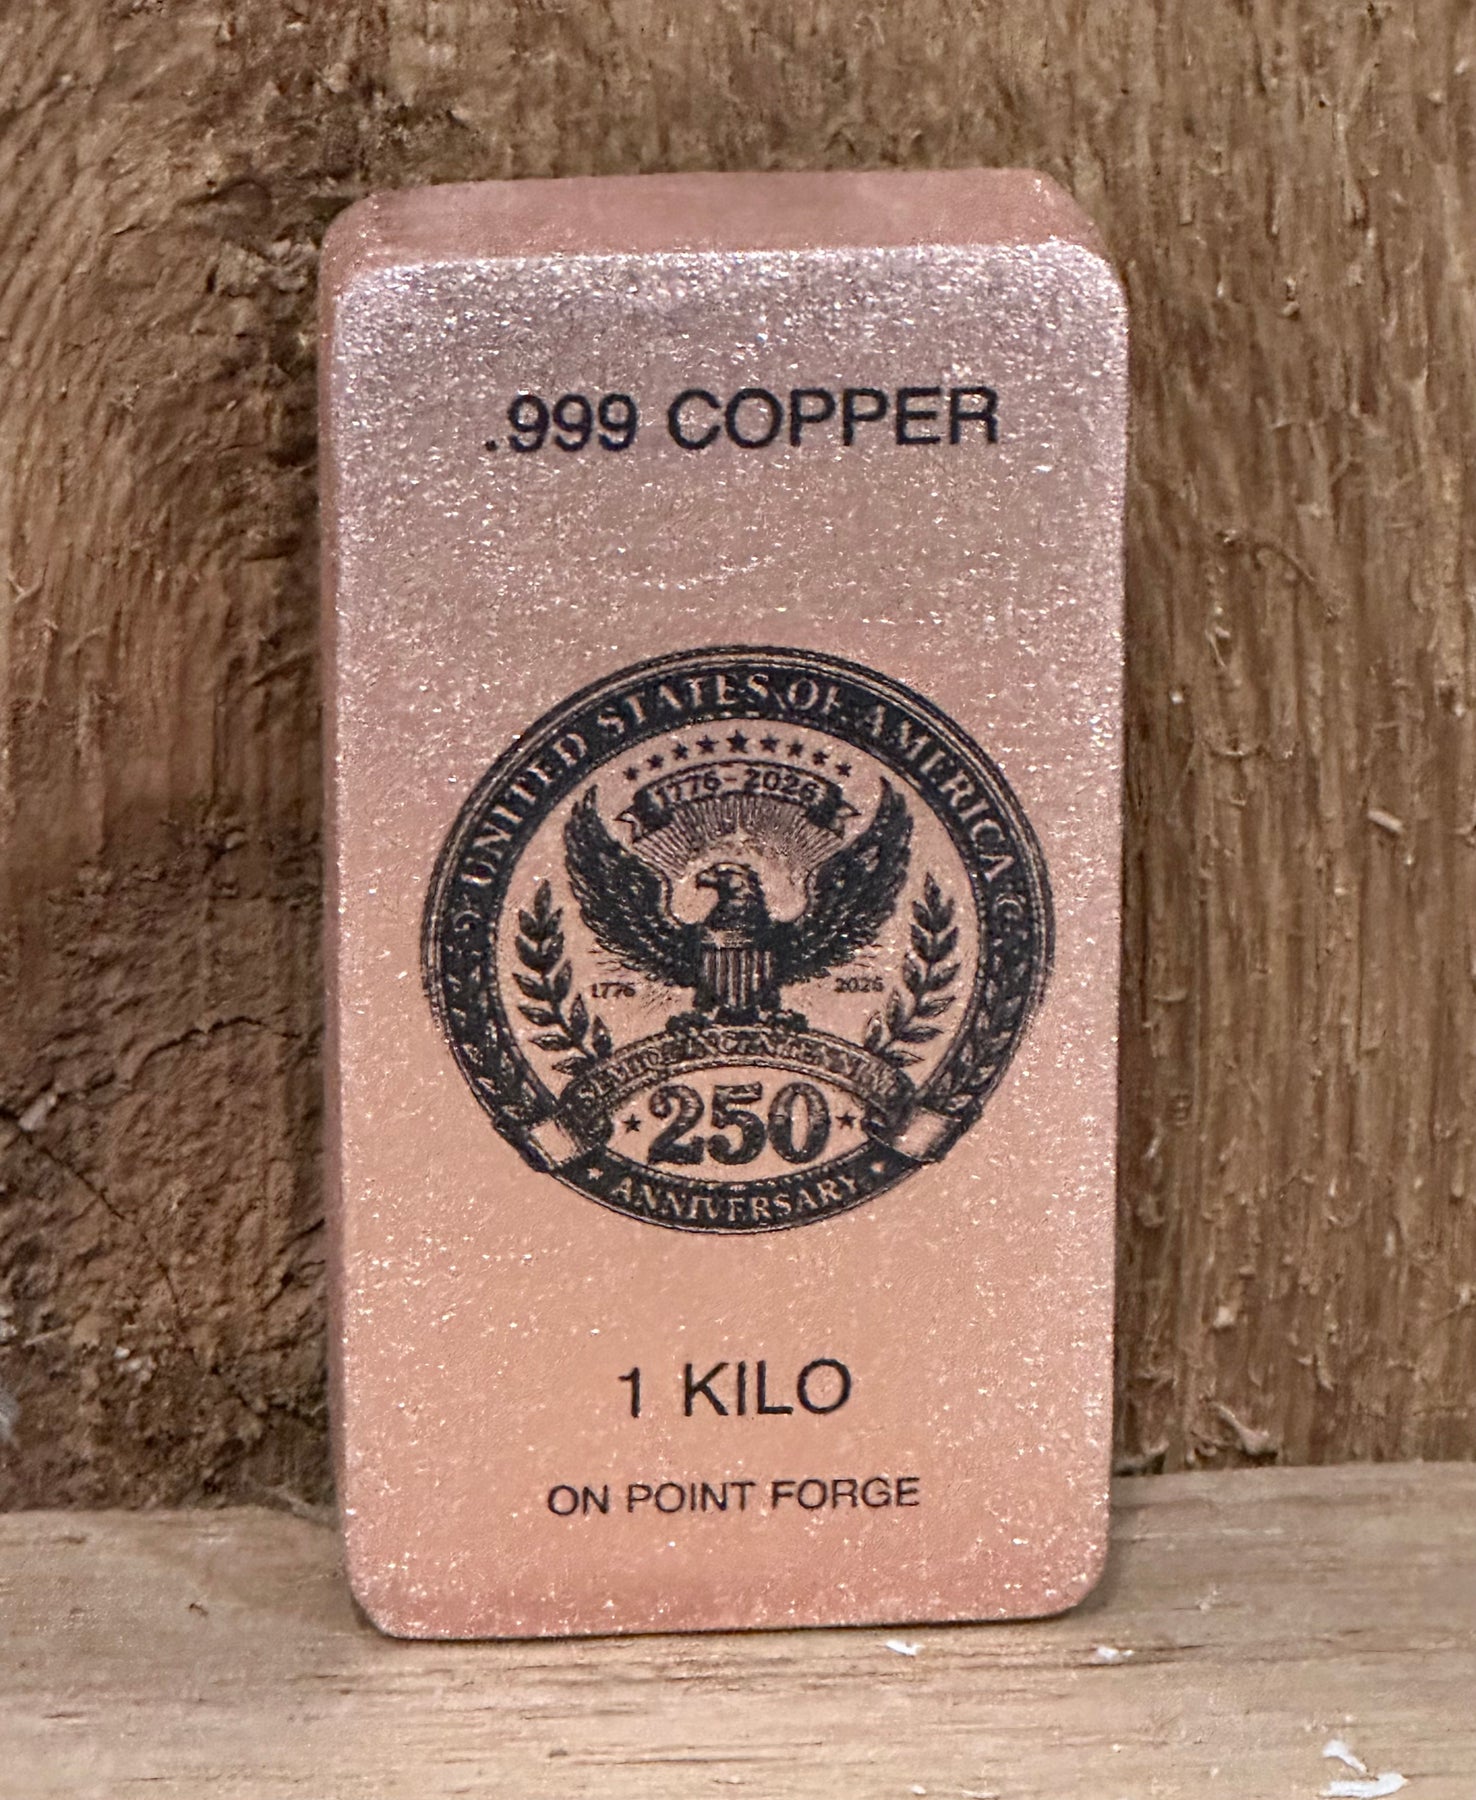 .999 COPPER
UNITED STATES OF AMERICA
1776-2026
1776 2026
250
ANNIVERSARY
1 KILO
ON POINT FORGE